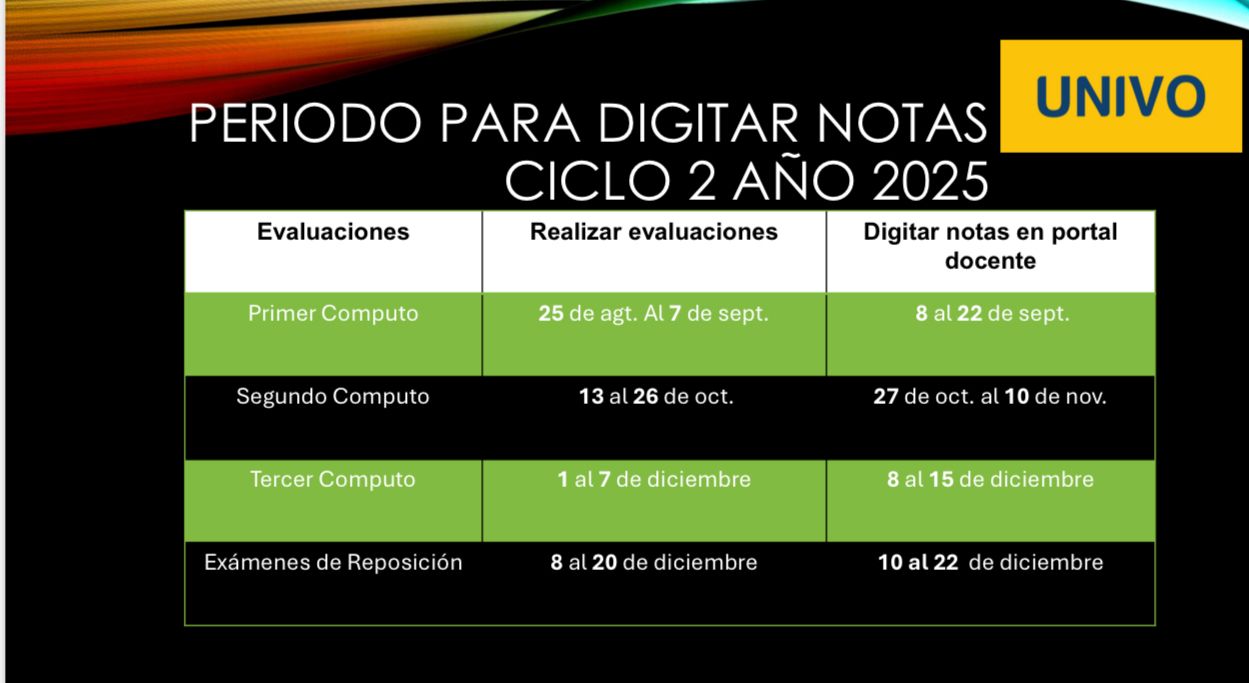 UNIVO
PERIODO PARA DIGITAR NOTAS
CICLO 2 AÑO 2025
Evaluaciones
Realizar evaluaciones
Digitar notas en portal
docente
Primer Computo
25 de agt. Al 7 de sept.
8 al 22 de sept.
Segundo Computo
13 al 26 de oct.
27 de oct. al 10 de nov.
Tercer Computo
1 al 7 de diciembre
8 al 15 de diciembre
Exámenes de Reposición
8 al 20 de diciembre
10 al 22 de diciembre